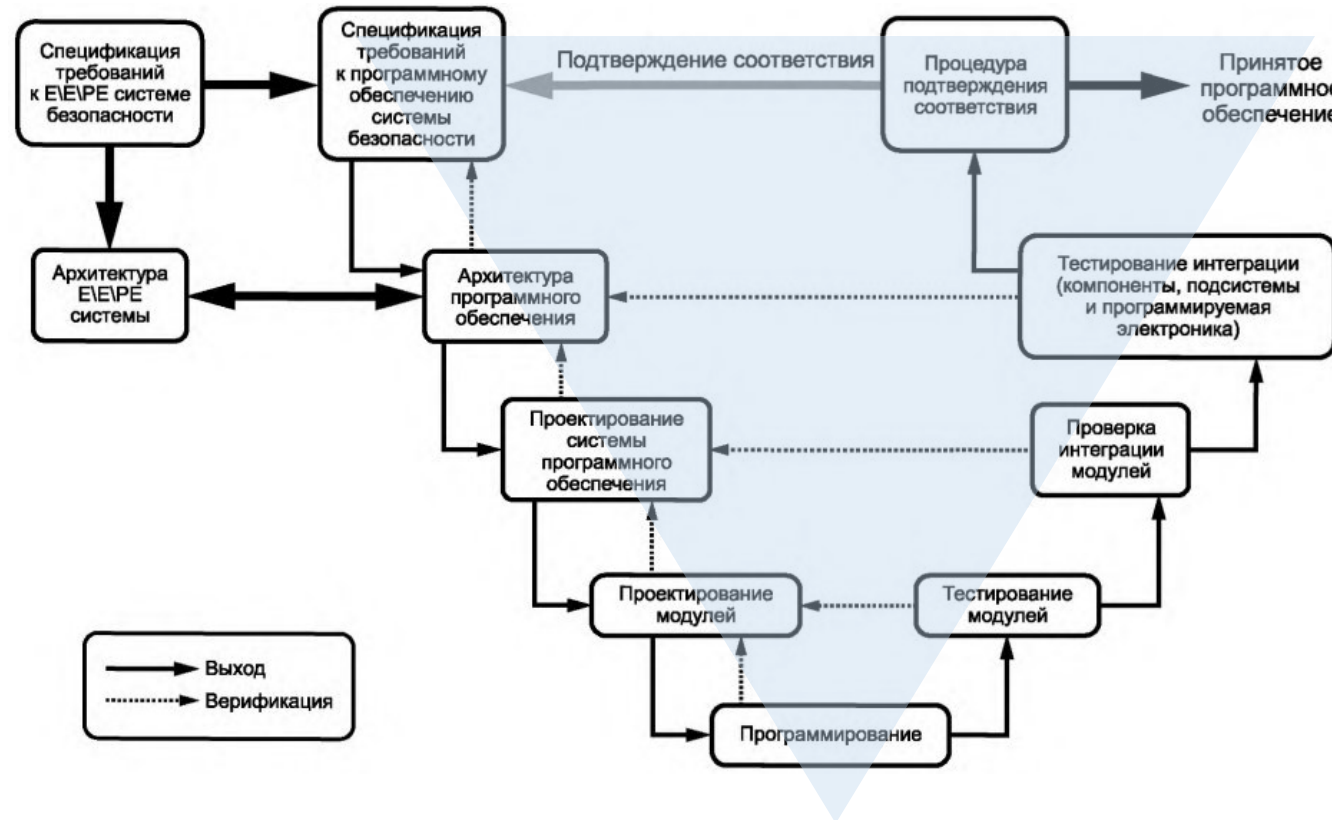 Спецификация
требований
к E\E\PE системе
безопасности
Спецификация
требований
к программному
обеспечению
системы
безопасности
Подтверждение соответствия
Процедура
подтверждения
соответствия
Принятое
программное
обеспечение
Архитектура
E\E\PE
системы
Архитектура
программного
обеспечения
Тестирование интеграции
(компоненты, подсистемы
и программируемая
электроника)
Проектирование
системы
программного
обеспечения
Проверка
интеграции
модулей
Проектирование
модулей
Тестирование
модулей
Выход
Верификация
Программирование